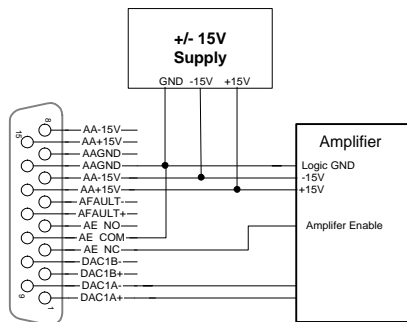 +/- 15V
Supply
GND -15V +15V
8
15
AA-15V
AA+15V
AAGND
AAGND
AA-15V
AA+15V
AFAULT-
AFAULT+
AE NO
AE COM
AE NC
DAC1B-
DAC1B+
DAC1A-
DAC1A+
9
1
Amplifier
Logic GND
-15V
+15V
Amplifer Enable